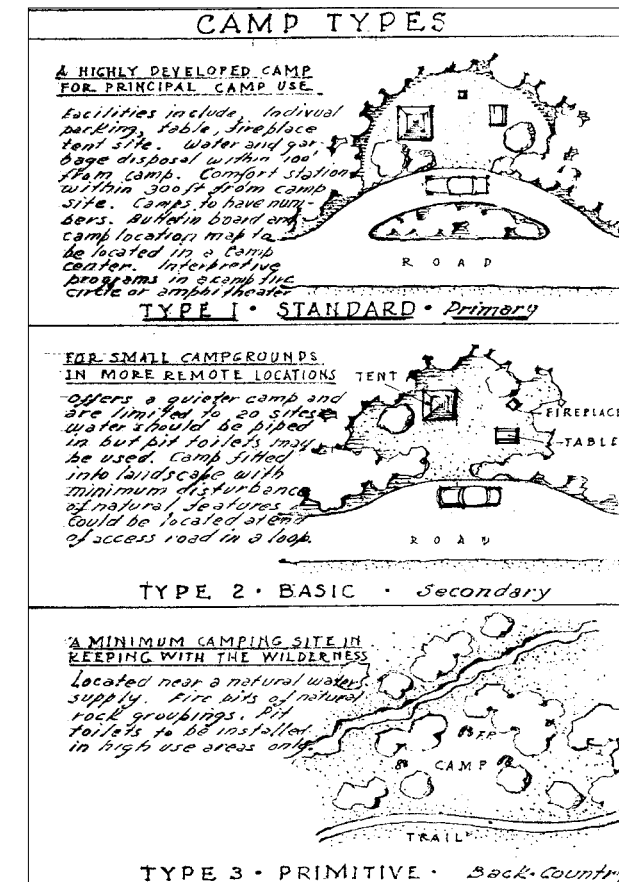 CAMP TYPES
A HIGHLY DEVELOPED CAMP
FOR PRINCIPAL CAMP USE
Facilities include, Indivual
parking, table, fireplace
tent site. Water and gar-
bage disposal within 100'
from camp. Comfort station
within 300ft from camp
site. Camps to have num-
bers. Bulletin board and
camp location map to
be located in a Camp
center. Interpretive
programs in a camp fire
circle or amphitheater
ROAD
TYPE 1 · STANDARD · Primary
FOR SMALL CAMPGROUNDS
IN MORE REMOTE LOCATIONS
Offers a quieter camp and
are limited to 20 sites
water should be piped
in but pit toilets may
be used. Camp fitted
into landscape with
minimum disturbance
of natural features
Could be located at end
of access road in a loop.
TENT
FIREPLACE
TABLE
ROAD
TYPE 2 · BASIC · Secondary
A MINIMUM CAMPING SITE IN
KEEPING WITH THE WILDERNESS
Located near a natural water
supply. Fire pits of natural
rock groupings. Pit
toilets to be installed
in high use areas only.
F.P.
CAMP
TRAIL
TYPE 3 · PRIMITIVE · Back-Country